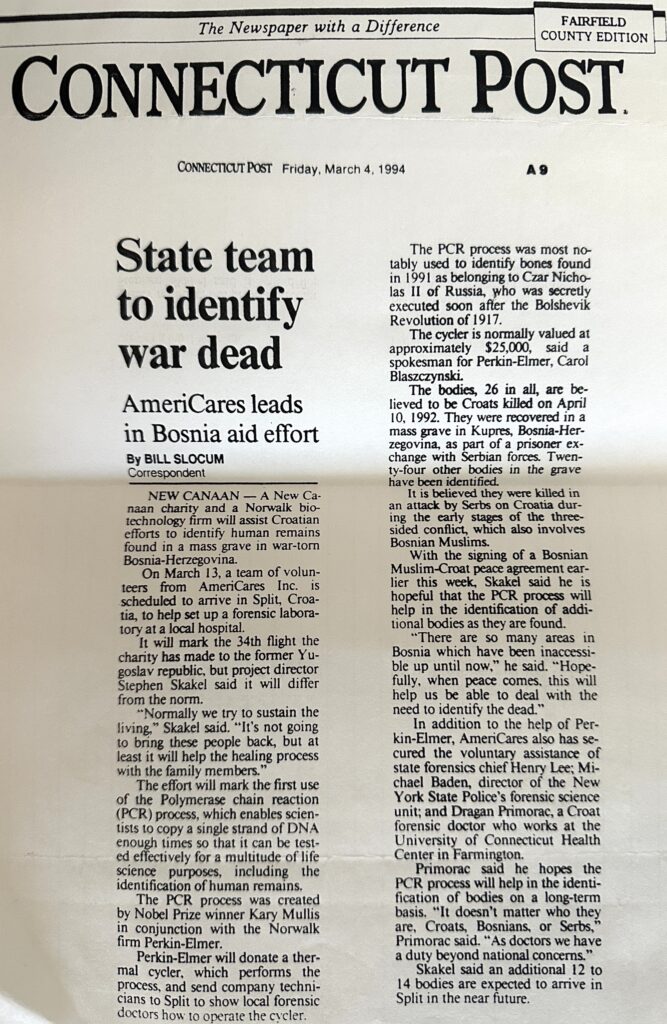 The Newspaper with a Difference
FAIRFIELD
COUNTY EDITION
CONNECTICUT POST.
CONNECTICUT POST Friday, March 4, 1994
A 9
State team
to identify
war dead
AmeriCares leads
in Bosnia aid effort
By BILL SLOCUM
Correspondent
NEW CANAAN — A New Ca-
naan charity and a Norwalk bio-
technology firm will assist Croatian
efforts to identify human remains
found in a mass grave in war-torn
Bosnia-Herzegovina.
On March 13, a team of volun-
teers from AmeriCares Inc. is
scheduled to arrive in Split, Croa-
tia, to help set up a forensic labora-
tory at a local hospital.
It will mark the 34th flight the
charity has made to the former Yu-
goslav republic, but project director
Stephen Skakel said it will differ
from the norm.
"Normally we try to sustain the
living," Skakel said. "It's not going
to bring these people back, but at
least it will help the healing process
with the family members."
The effort will mark the first use
of the Polymerase chain reaction
(PCR) process, which enables scien-
tists to copy a single strand of DNA
enough times so that it can be test-
ed effectively for a multitude of life
science purposes, including the
identification of human remains.
The PCR process was created
by Nobel Prize winner Kary Mullis
in conjunction with the Norwalk
firm Perkin-Elmer.
Perkin-Elmer will donate a ther-
mal cycler, which performs the
process, and send company techni-
cians to Split to show local forensic
doctors how to operate the cycler.
The PCR process was most no-
tably used to identify bones found
in 1991 as belonging to Czar Nicho-
las II of Russia, who was secretly
executed soon after the Bolshevik
Revolution of 1917.
The cycler is normally valued at
approximately $25,000, said a
spokesman for Perkin-Elmer, Carol
Blaszczynski.
The bodies, 26 in all, are be-
lieved to be Croats killed on April
10, 1992. They were recovered in a
mass grave in Kupres, Bosnia-Her-
zegovina, as part of a prisoner ex-
change with Serbian forces. Twen-
ty-four other bodies in the grave
have been identified.
It is believed they were killed in
an attack by Serbs on Croatia dur-
ing the early stages of the three-
sided conflict, which also involves
Bosnian Muslims.
With the signing of a Bosnian
Muslim-Croat peace agreement ear-
lier this week, Skakel said he is
hopeful that the PCR process will
help in the identification of addi-
tional bodies as they are found.
"There are so many areas in
Bosnia which have been inaccessi-
ble up until now," he said. "Hope-
fully, when peace comes, this will
help us be able to deal with the
need to identify the dead."
In addition to the help of Per-
kin-Elmer, AmeriCares also has se-
cured the voluntary assistance of
state forensics chief Henry Lee; Mi-
chael Baden, director of the New
York State Police's forensic science
unit; and Dragan Primorac, a Croat
forensic doctor who works at the
University of Connecticut Health
Center in Farmington.
Primorac said he hopes the
PCR process will help in the identi-
fication of bodies on a long-term
basis. "It doesn't matter who they
are, Croats, Bosnians, or Serbs,"
Primorac said. "As doctors we have
a duty beyond national concerns."
Skakel said an additional 12 to
14 bodies are expected to arrive in
Split in the near future.